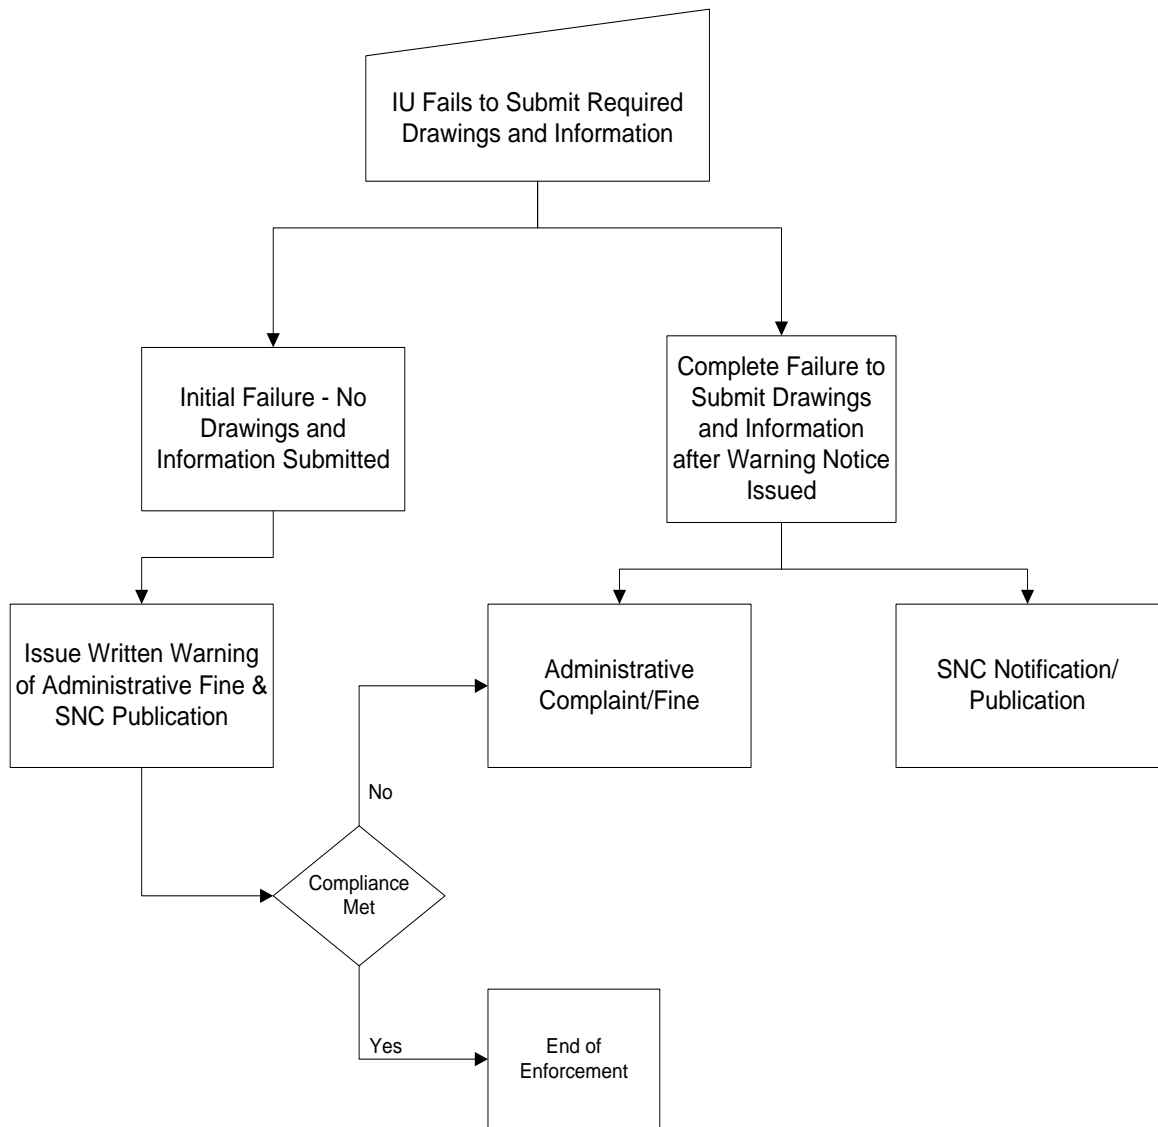 IU Fails to Submit Required
Drawings and Information
Initial Failure - No
Drawings and
Information Submitted
Complete Failure to
Submit Drawings
and Information
after Warning Notice
Issued
Issue Written Warning
of Administrative Fine &
SNC Publication
Administrative
Complaint/Fine
SNC Notification/
Publication
No
Compliance
Met
Yes
End of
Enforcement